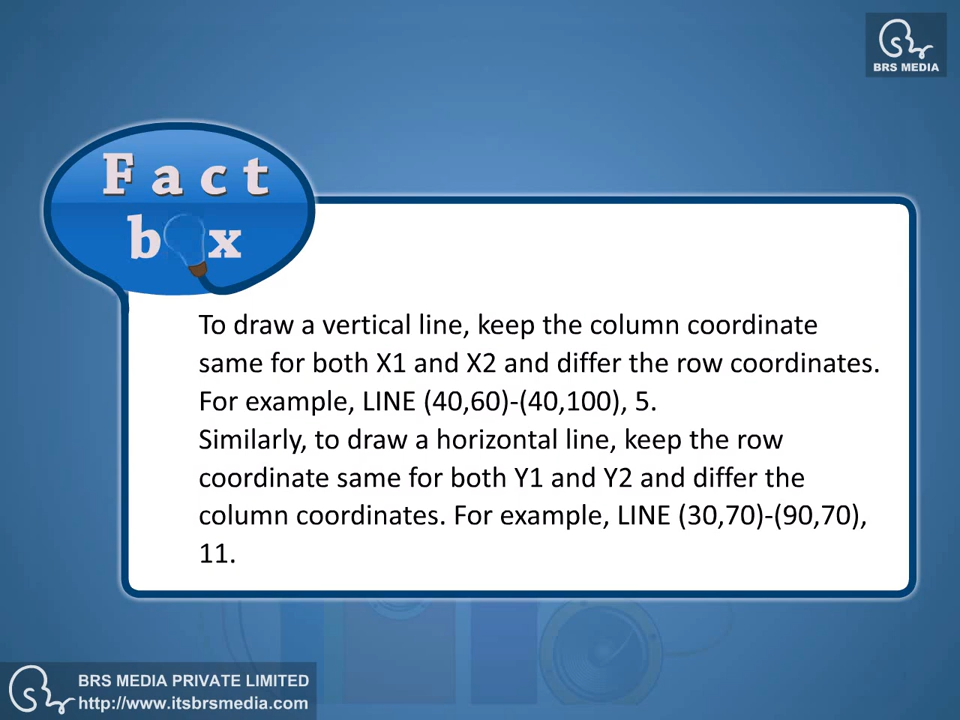 BRS MEDIA
Fact
box
To draw a vertical line, keep the column coordinate
same for both X1 and X2 and differ the row coordinates.
For example, LINE (40,60)-(40,100), 5.
Similarly, to draw a horizontal line, keep the row
coordinate same for both Y1 and Y2 and differ the
column coordinates. For example, LINE (30,70)-(90,70),
11.
BRS MEDIA PRIVATE LIMITED
http://www.itsbrsmedia.com